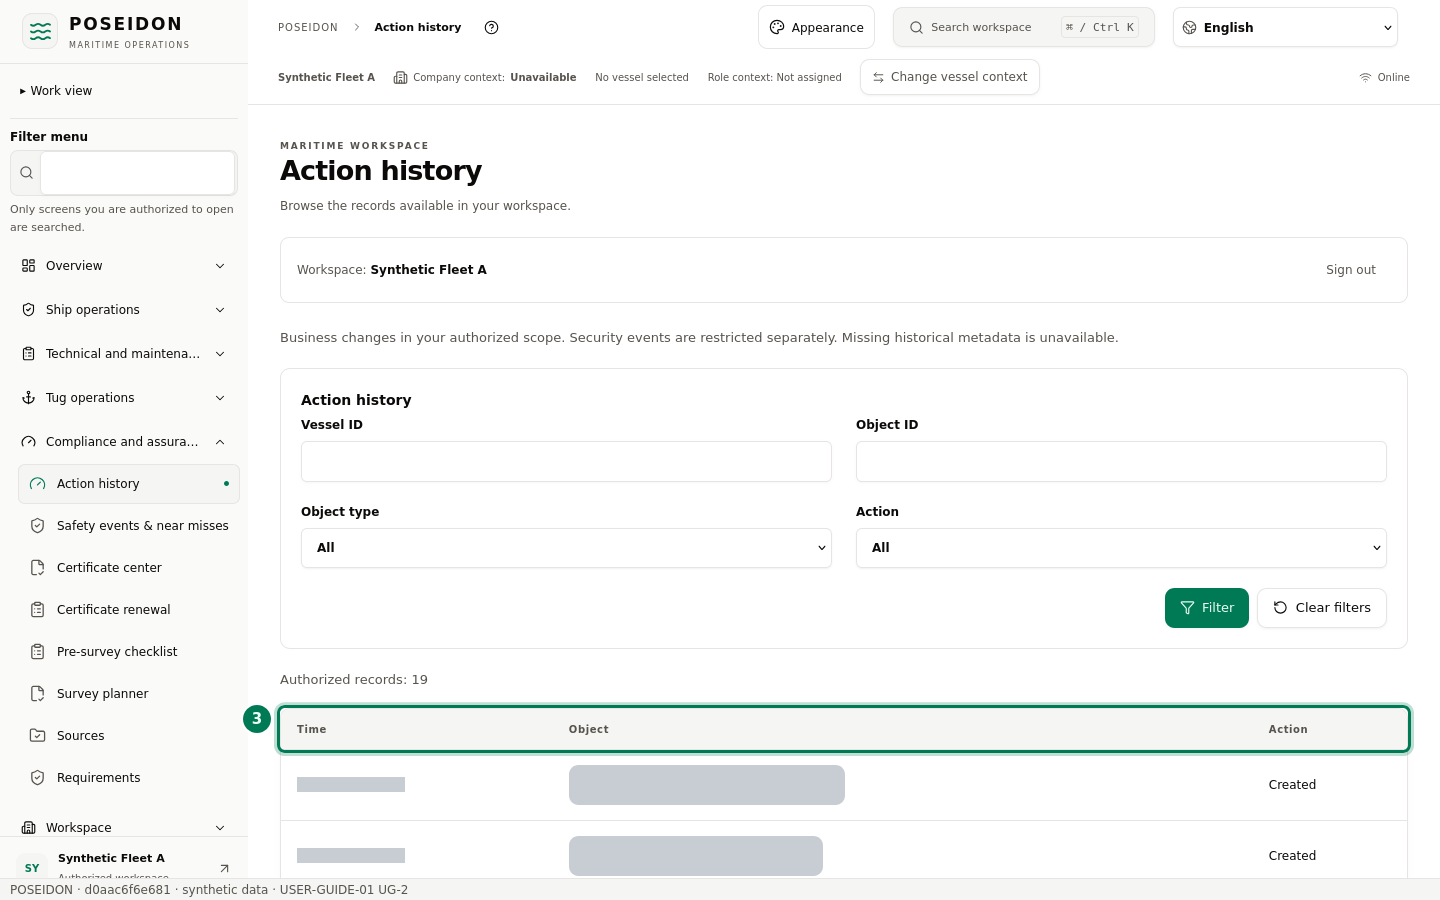 POSEIDON
MARITIME OPERATIONS
Work view
Filter menu
Only screens you are authorized to open
are searched.
Overview
Ship operations
Technical and maintena...
Tug operations
Compliance and assura...
Action history
Safety events & near misses
Certificate center
Certificate renewal
Pre-survey checklist
Survey planner
Sources
Requirements
Workspace
SY
Synthetic Fleet A
Authorized workspace
POSEIDON
Action history
Appearance
Search workspace
⌘ / Ctrl K
English
Synthetic Fleet A
Company context: Unavailable
No vessel selected
Role context: Not assigned
Change vessel context
Online
MARITIME WORKSPACE
Action history
Browse the records available in your workspace.
Workspace: Synthetic Fleet A
Sign out
Business changes in your authorized scope. Security events are restricted separately. Missing historical metadata is unavailable.
Action history
Vessel ID
Object ID
Object type
Action
All
All
Filter
Clear filters
Authorized records: 19
3
Time
Object
Action
Created
Created
POSEIDON · d0aac6f6e681 · synthetic data · USER-GUIDE-01 UG-2